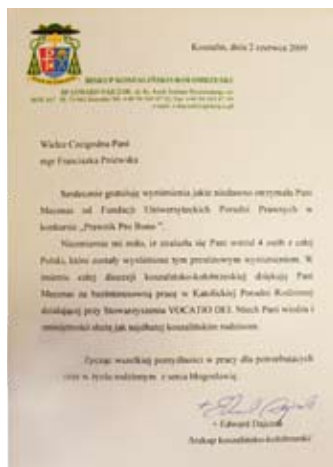 Koszalin, dnia 2 czerwca 2009
BISKUP KOSZALIŃSKO-KOŁOBRZESKI
Wielce Czcigodna Pani
mgr Franciszka
Serdecznie gratuluję wyróżnienia jakie niedawno otrzymała Pani
Mecenas od Fundacji Uniwersyteckich Poradni Prawnych w
konkursie „Prawnik Pro Bono”.
Niezmiernie mi miło, że znalazła się Pani wśród 4 osób z całej
Polski, które zostały wyróżnione tym prestiżowym wyróżnieniem. W
imieniu całej diecezji koszalińsko-kołobrzeskiej dziękuję Pani
Mecenas za bezinteresowną pracę w Katolickiej Poradni Rodzinnej
działającej przy Stowarzyszeniu VOCATIO DEI. Niech Pani wiedza i
umiejętności służą jak najdłużej koszalińskim rodzinom.
Życząc wszelkiej pomyślności w pracy dla potrzebujących
oraz w życiu rodzinnym, z serca błogosławię.
+ Edward Dajczak
koszalińsko-kołobrzeski